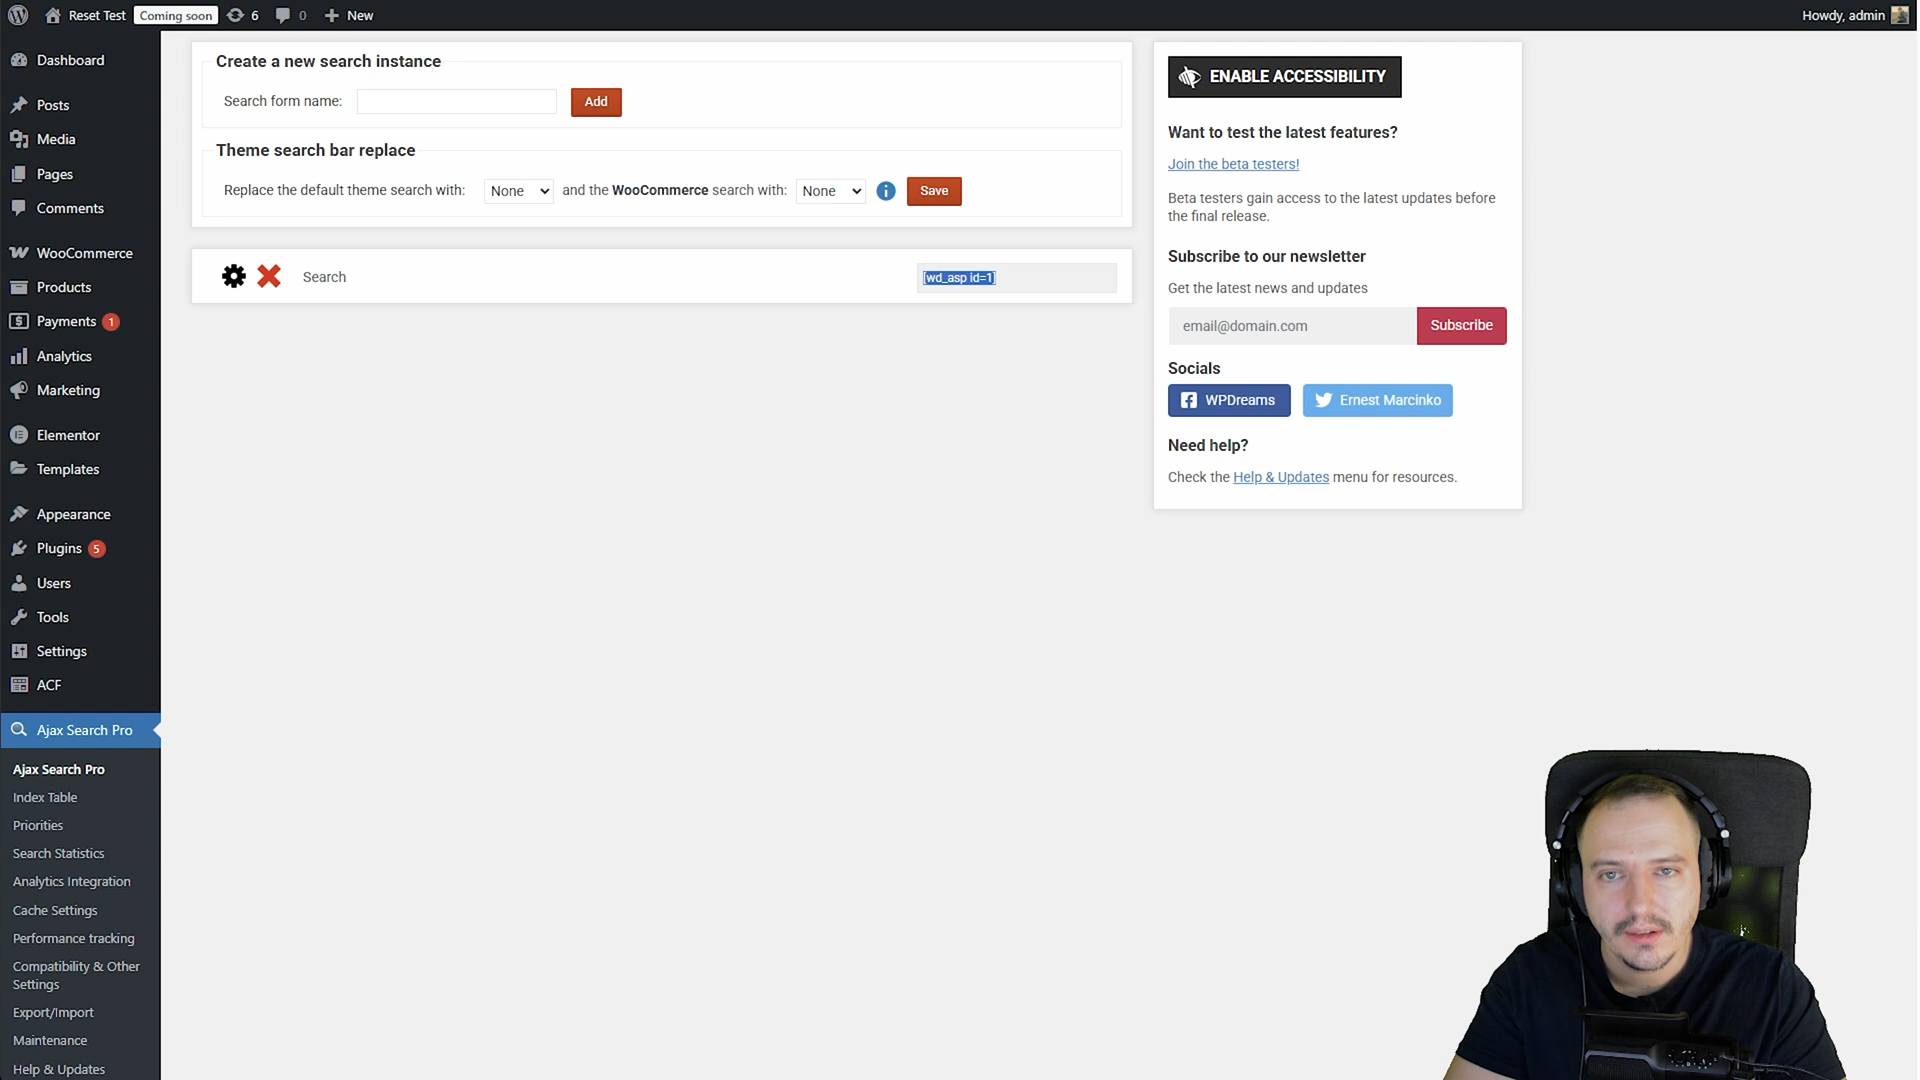 Reset Test
Coming soon
6
0
New
Howdy, admin
Dashboard
Posts
Media
Pages
Comments
WooCommerce
Products
Payments 1
Analytics
Marketing
Elementor
Templates
Appearance
Plugins 5
Users
Tools
Settings
ACF
Ajax Search Pro
Ajax Search Pro
Index Table
Priorities
Search Statistics
Analytics Integration
Cache Settings
Performance tracking
Compatibility & Other
Settings
Export/Import
Maintenance
Help & Updates
Create a new search instance
Search form name:
Add
Theme search bar replace
Replace the default theme search with: None and the WooCommerce search with: None i Save
Search
[wd_asp id=1]
ENABLE ACCESSIBILITY
Want to test the latest features?
Join the beta testers!
Beta testers gain access to the latest updates before
the final release.
Subscribe to our newsletter
Get the latest news and updates
email@domain.com
Subscribe
Socials
WPDreams
Ernest Marcinko
Need help?
Check the Help & Updates menu for resources.